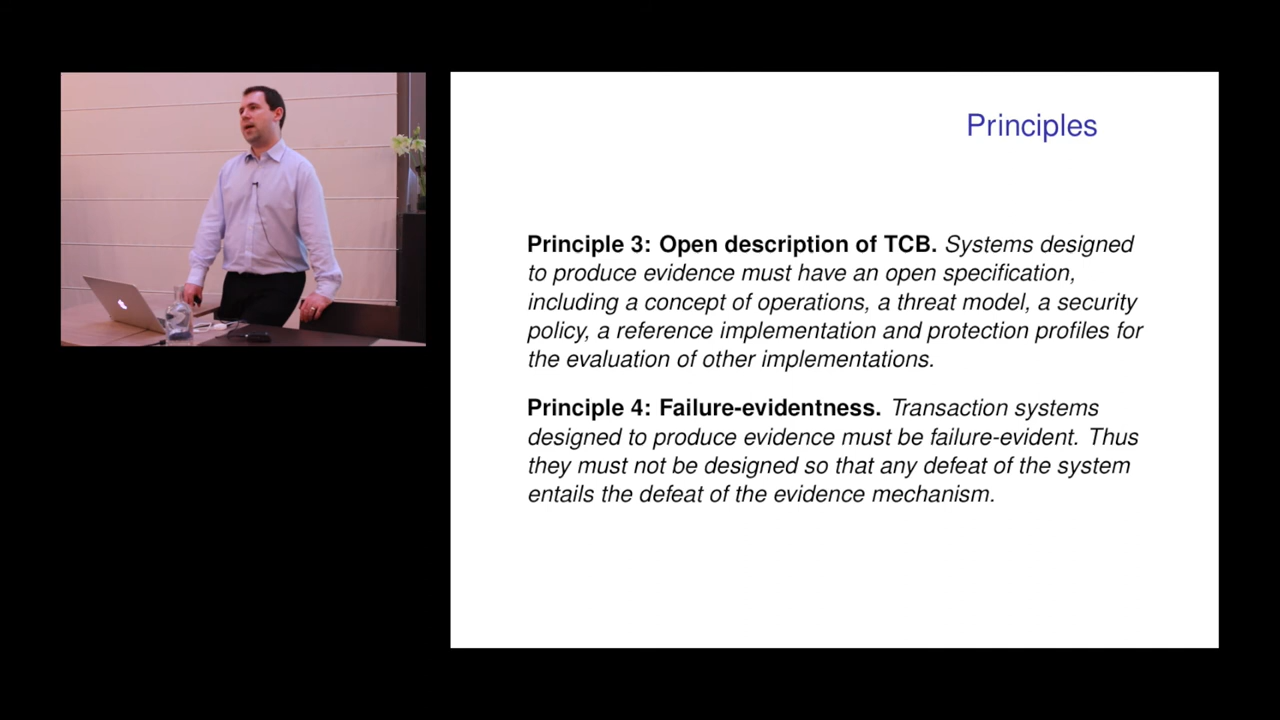 Principles
Principle 3: Open description of TCB. Systems designed
to produce evidence must have an open specification,
including a concept of operations, a threat model, a security
policy, a reference implementation and protection profiles for
the evaluation of other implementations.
Principle 4: Failure-evidentness. Transaction systems
designed to produce evidence must be failure-evident. Thus
they must not be designed so that any defeat of the system
entails the defeat of the evidence mechanism.